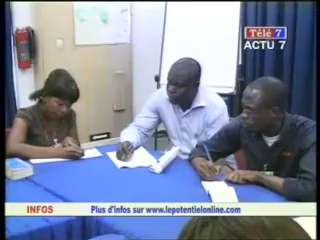 Télé 7
ACTU 7
INFOS
Plus d'infos sur www.lepotentielonline.com